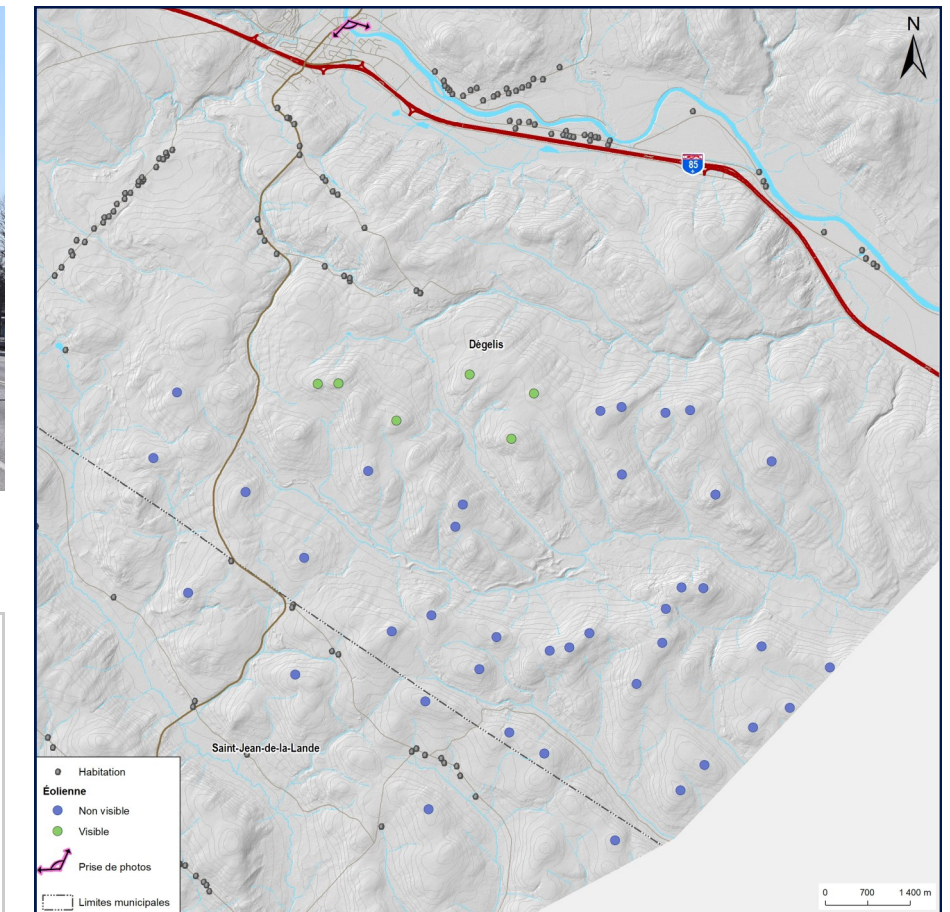 N
85
Dégelis
Saint-Jean-de-la-Lande
Habitation
Éolienne
Non visible
Visible
Prise de photos
Limites municipales
0 700 1 400 m